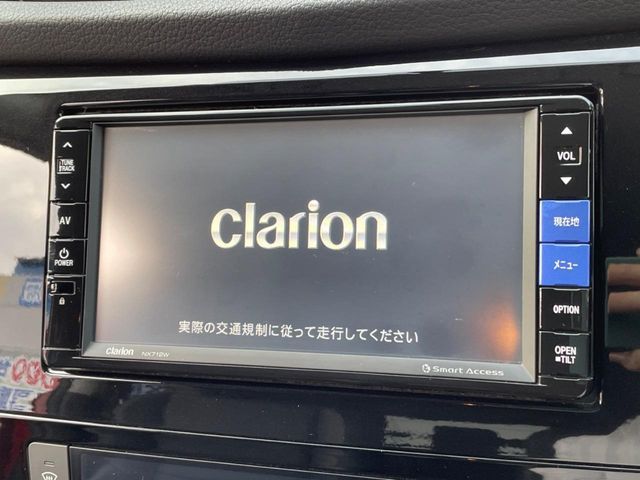 TUNE
TRACK
AV
POWER
clarion
実際の交通規制に従って走行してください
clarion NX712W
Smart Access
VOL
現在地
メニュー
OPTION
OPEN
TILT